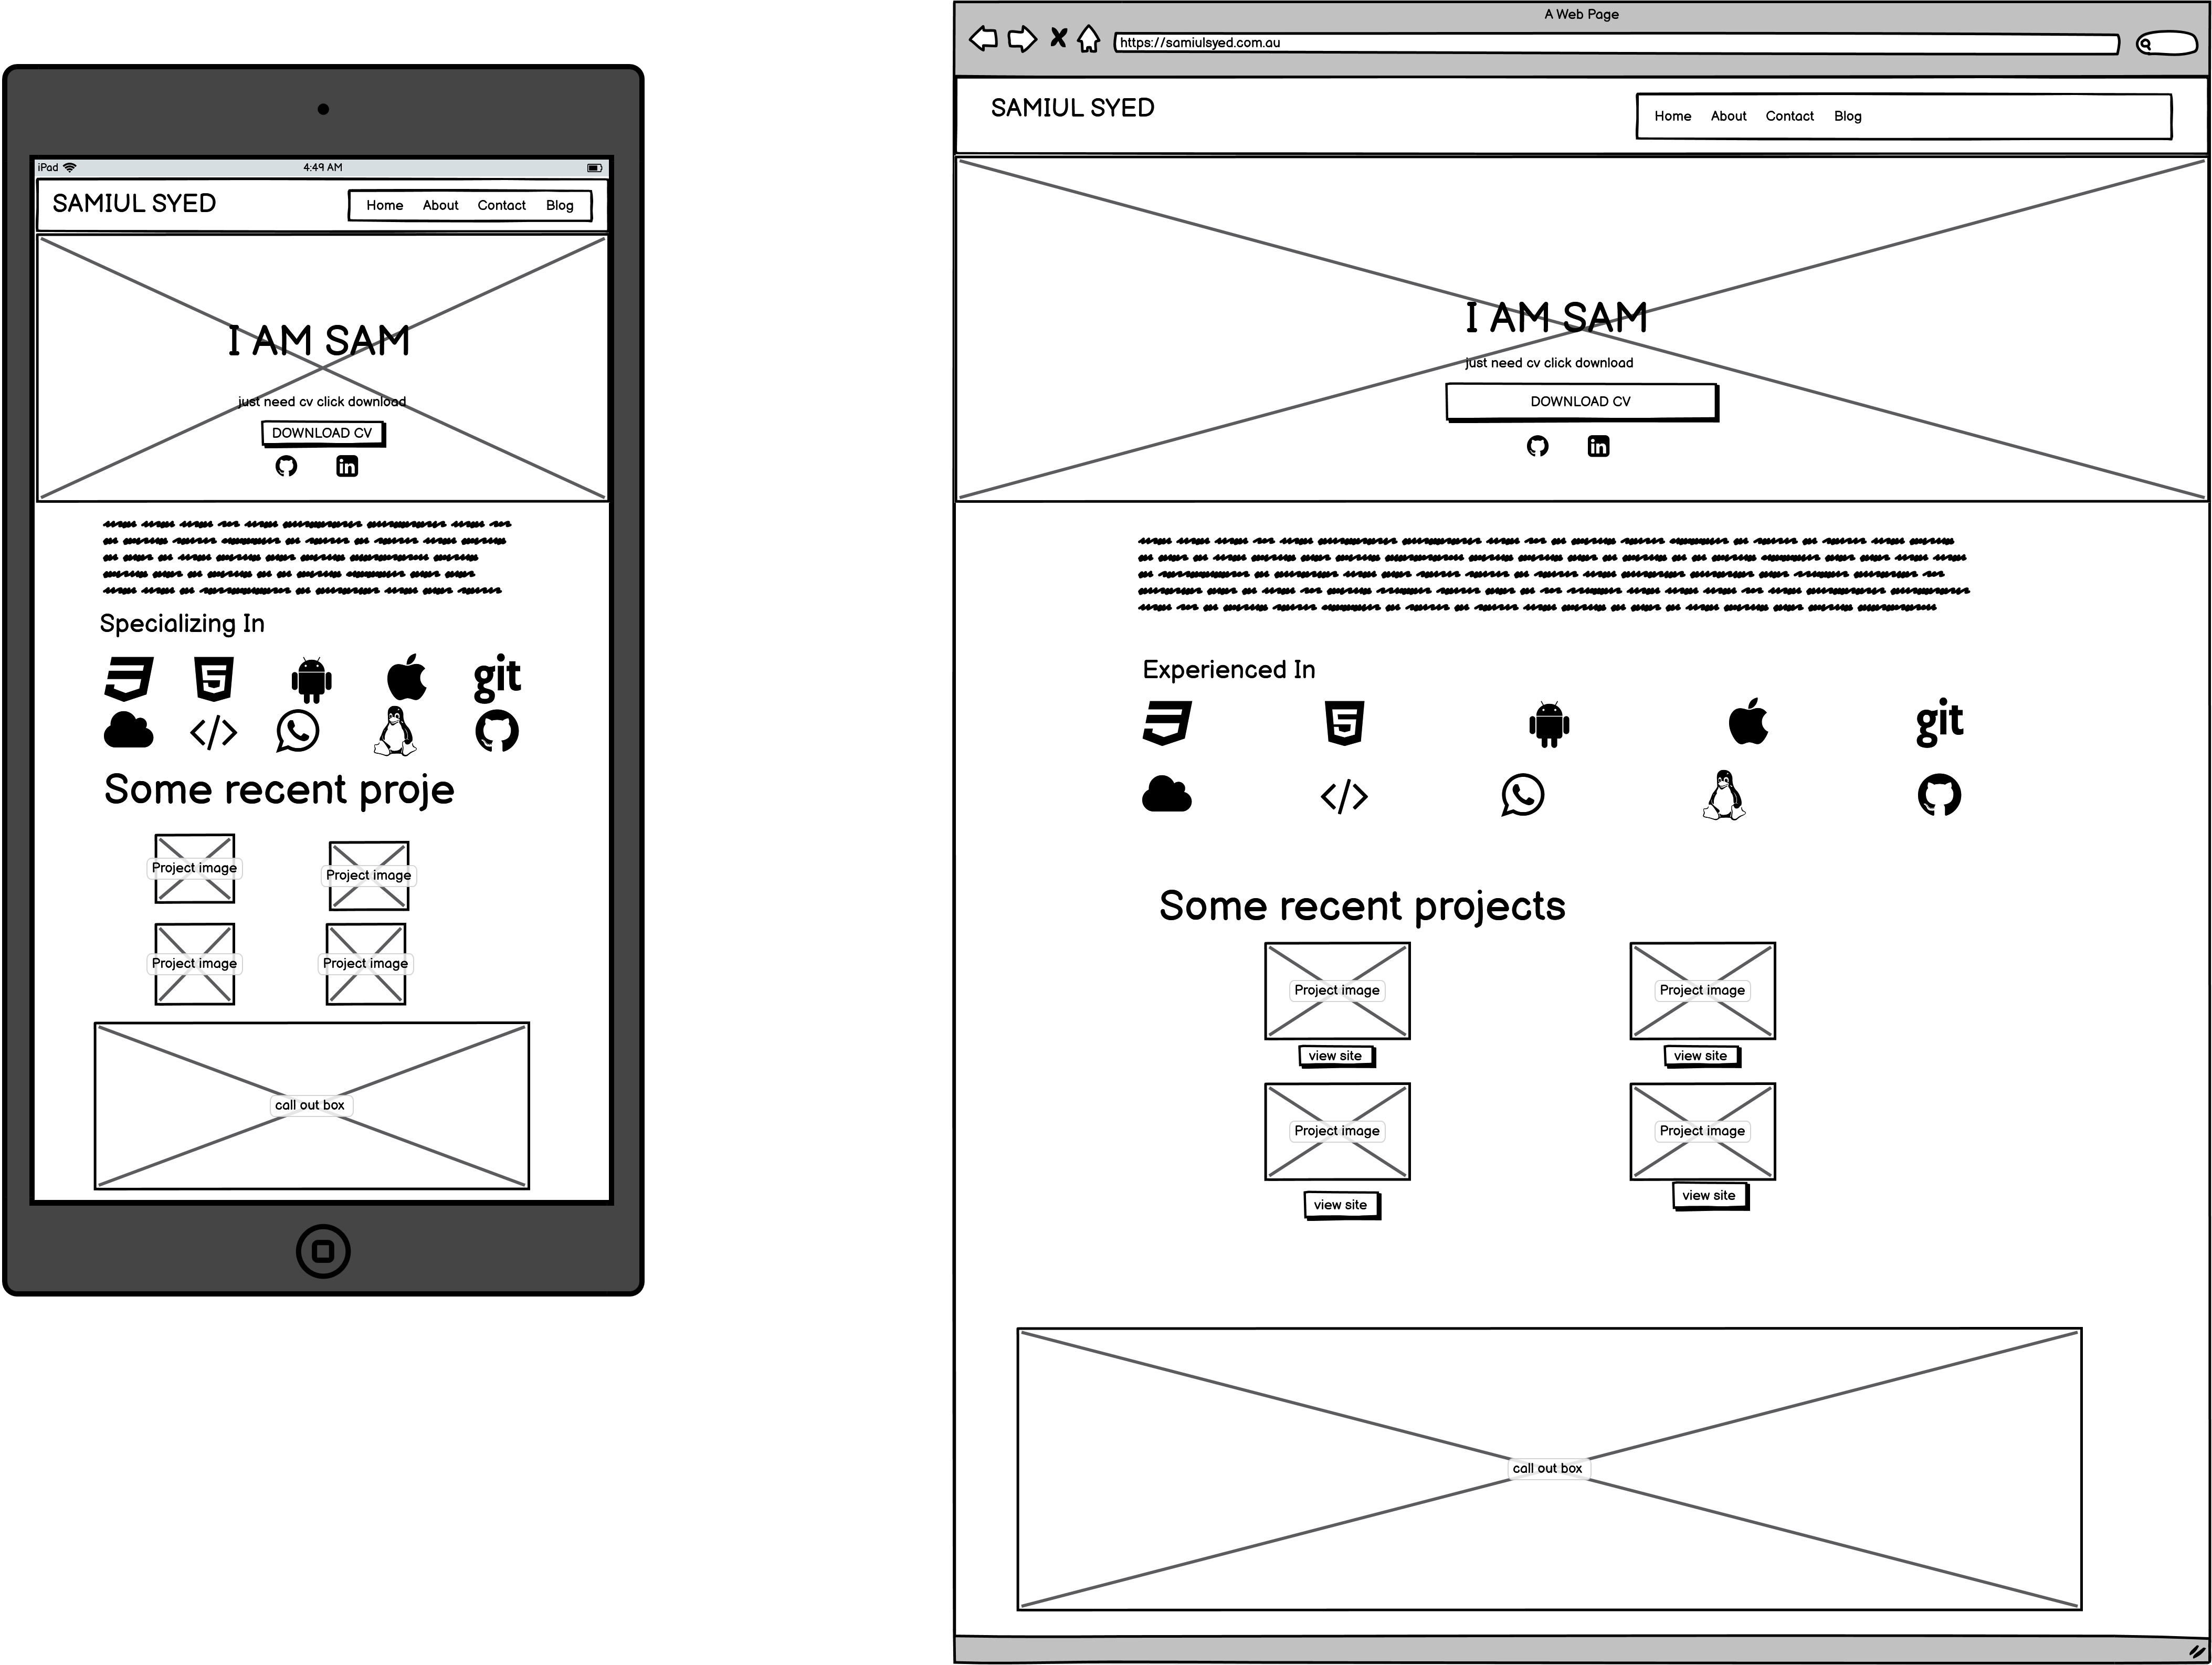 iPad 4:49 AM
SAMIUL SYED
Home About Contact Blog
I AM SAM
just need cv click download
DOWNLOAD CV
in
Specializing In
git
Some recent proje
Project image Project image
Project image Project image
call out box
A Web Page
https://samiulsyed.com.au
SAMIUL SYED
Home About Contact Blog
I AM SAM
just need cv click download
DOWNLOAD CV
in
Experienced In
git
Some recent projects
Project image Project image
view site view site
Project image Project image
view site view site
call out box